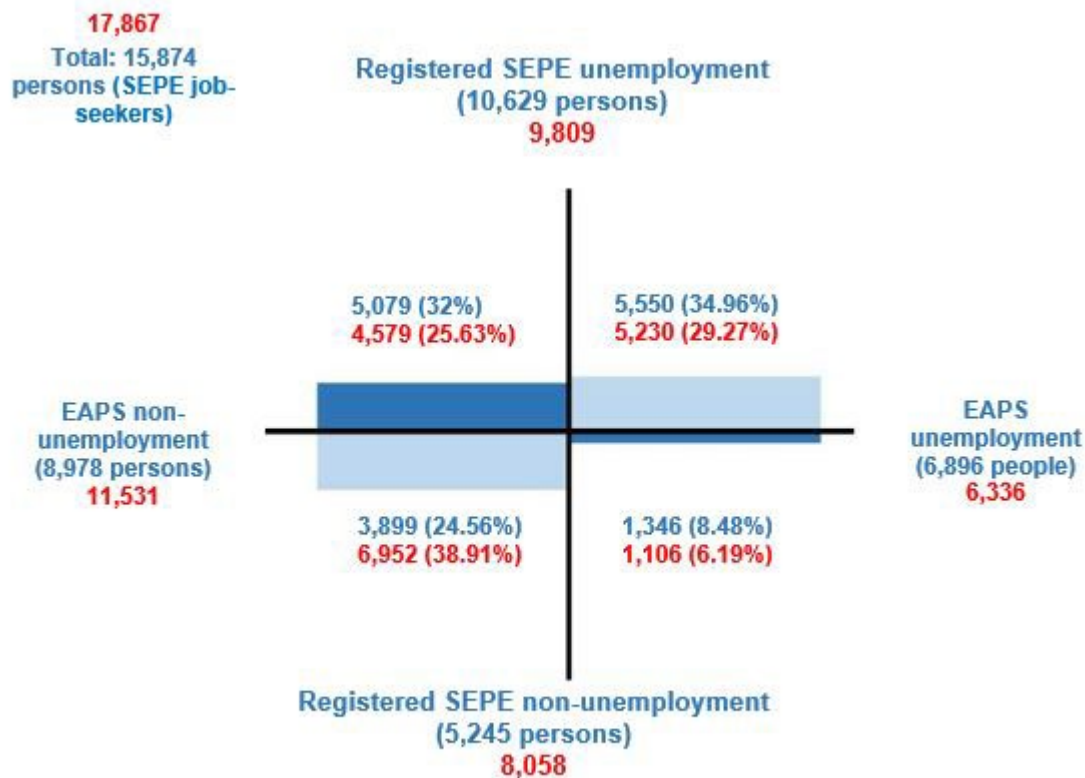 17,867
Total: 15,874
persons (SEPE job-
seekers)
Registered SEPE unemployment
(10,629 persons)
9,809
5,079 (32%)
4,579 (25.63%)
5,550 (34.96%)
5,230 (29.27%)
EAPS non-
unemployment
(8,978 persons)
11,531
EAPS
unemployment
(6,896 people)
6,336
3,899 (24.56%)
6,952 (38.91%)
1,346 (8.48%)
1,106 (6.19%)
Registered SEPE non-unemployment
(5,245 persons)
8,058